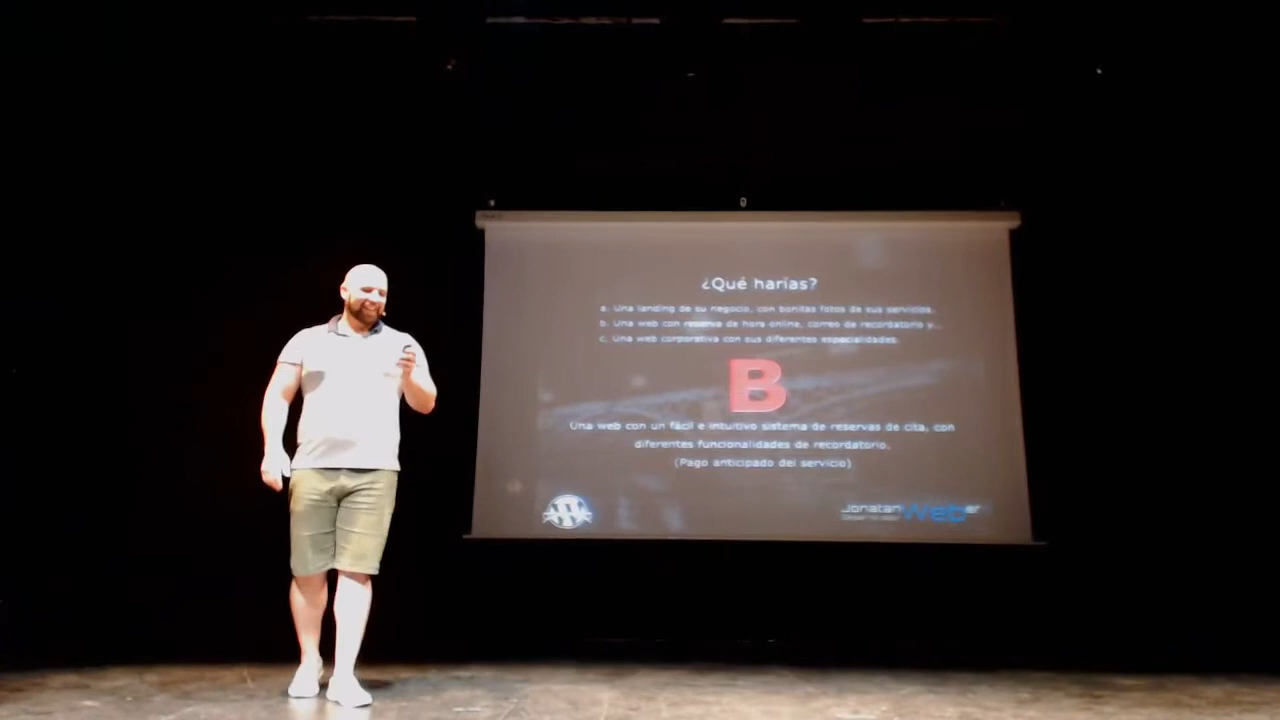 ¿Qué harías?
a. Una landing de su negocio, con bonitas fotos de sus servicios.
b. Una web con reserva de hora online, correo de recordatorio y...
c. Una web corporativa con sus diferentes especialidades.
B
Una web con un fácil e intuitivo sistema de reservas de cita, con
diferentes funcionalidades de recordatorio.
(Pago anticipado del servicio)
Jonatan Web